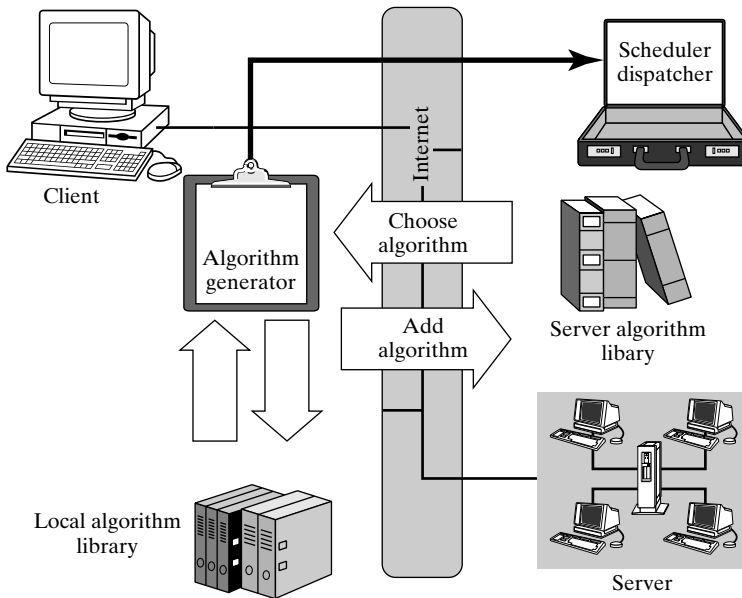 Scheduler
dispatcher
Internet
Client
Choose
algorithm
Algorithm
generator
Add
algorithm
Server algorithm
libary
Local algorithm
library
Server